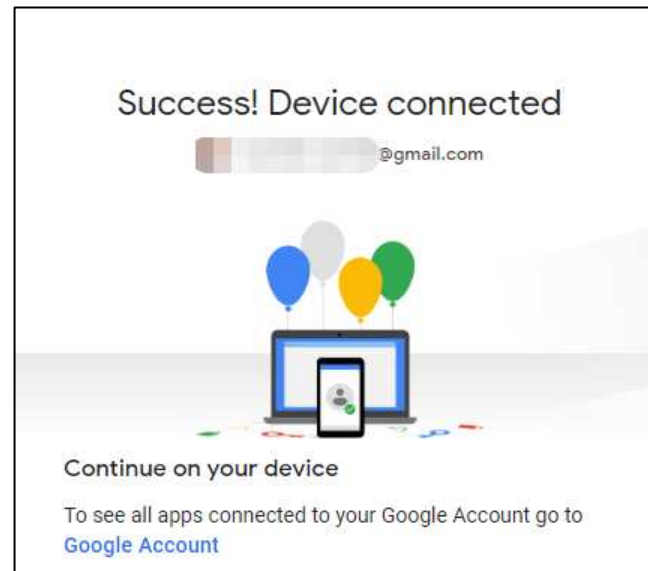 Success! Device connected
@gmail.com
Continue on your device
To see all apps connected to your Google Account go to
Google Account